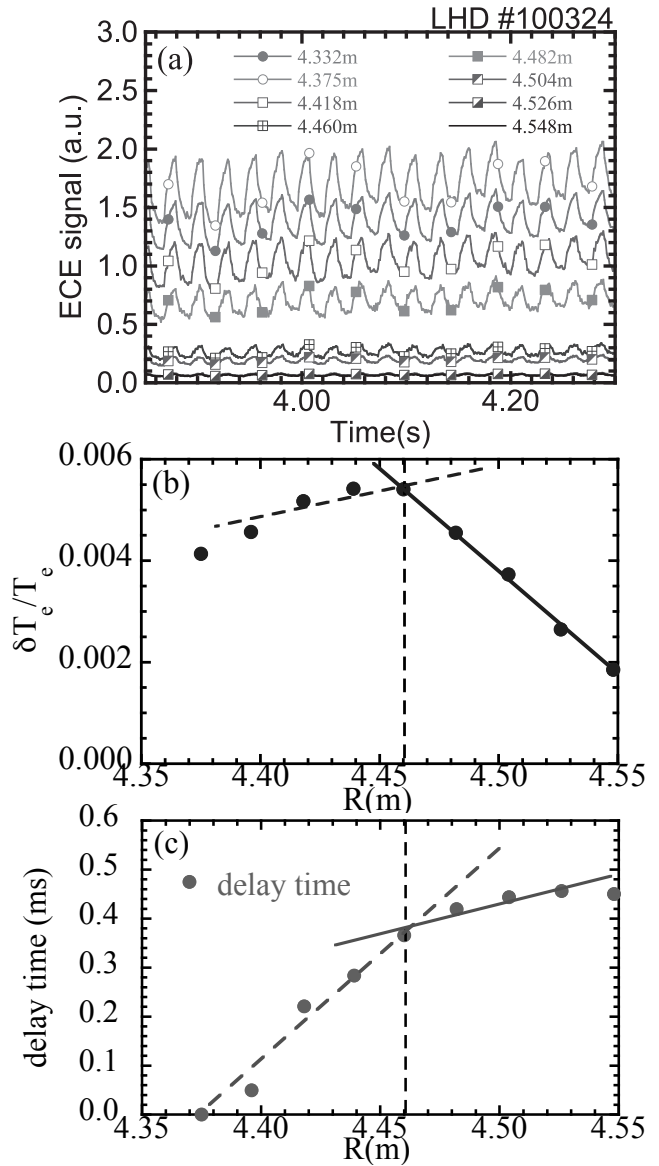 LHD #100324
3.0
2.5
2.0
1.5
1.0
0.5
0.0
ECE signal (a.u.)
(a)
4.332m 4.482m
4.375m 4.504m
4.418m 4.526m
4.460m 4.548m
4.00 4.20
Time(s)
0.006
0.004
0.002
0.000
δT_e/T_e
(b)
4.35 4.40 4.45 4.50 4.55
R(m)
0.6
0.5
0.4
0.3
0.2
0.1
0.0
delay time (ms)
(c)
delay time
4.35 4.40 4.45 4.50 4.55
R(m)